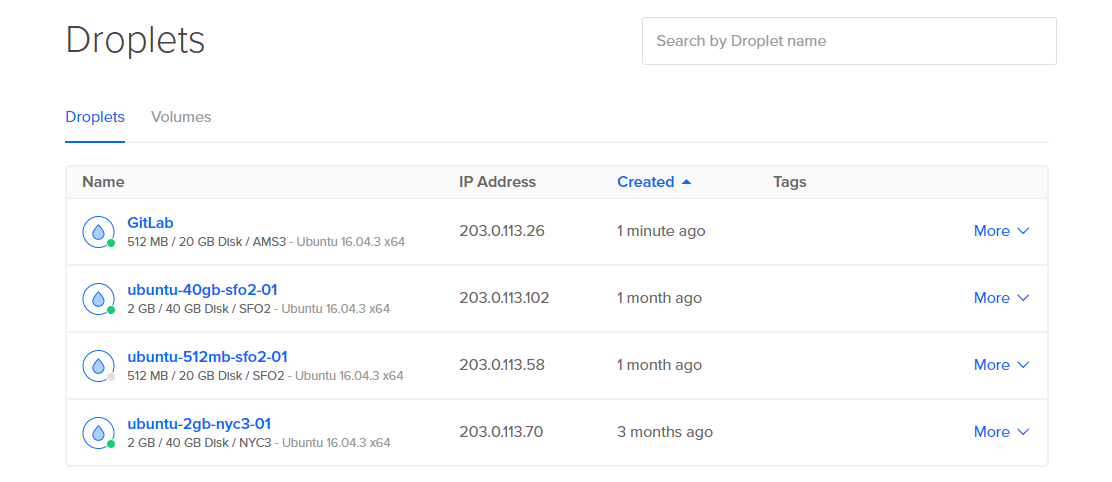 Droplets
Search by Droplet name
Droplets Volumes
Name IP Address Created Tags
GitLab
512 MB / 20 GB Disk / AMS3 - Ubuntu 16.04.3 x64
203.0.113.26 1 minute ago More
ubuntu-40gb-sfo2-01
2 GB / 40 GB Disk / SFO2 - Ubuntu 16.04.3 x64
203.0.113.102 1 month ago More
ubuntu-512mb-sfo2-01
512 MB / 20 GB Disk / SFO2 - Ubuntu 16.04.3 x64
203.0.113.58 1 month ago More
ubuntu-2gb-nyc3-01
2 GB / 40 GB Disk / NYC3 - Ubuntu 16.04.3 x64
203.0.113.70 3 months ago More